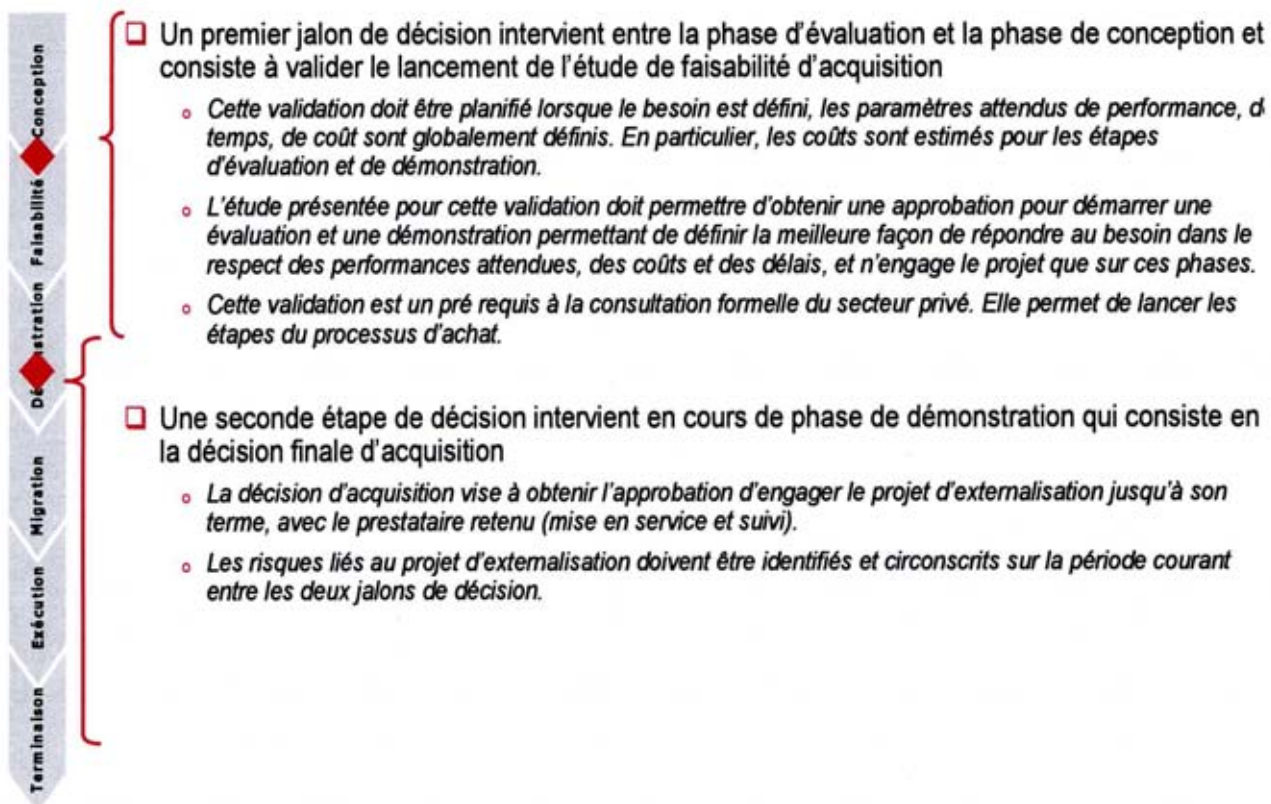 Conception
Faisabilité
Migration
Exécution
Terminaison
Un premier jalon de décision intervient entre la phase d'évaluation et la phase de conception et
consiste à valider le lancement de l'étude de faisabilité d'acquisition
Cette validation doit être planifié lorsque le besoin est défini, les paramètres attendus de performance, d
temps, de coût sont globalement définis. En particulier, les coûts sont estimés pour les étapes
d'évaluation et de démonstration.
L'étude présentée pour cette validation doit permettre d'obtenir une approbation pour démarrer une
évaluation et une démonstration permettant de définir la meilleure façon de répondre au besoin dans le
respect des performances attendues, des coûts et des délais, et n'engage le projet que sur ces phases.
Cette validation est un pré requis à la consultation formelle du secteur privé. Elle permet de lancer les
étapes du processus d'achat.
Une seconde étape de décision intervient en cours de phase de démonstration qui consiste en
la décision finale d'acquisition
La décision d'acquisition vise à obtenir l'approbation d'engager le projet d'externalisation jusqu'à son
terme, avec le prestataire retenu (mise en service et suivi).
Les risques liés au projet d'externalisation doivent être identifiés et circonscrits sur la période courant
entre les deux jalons de décision.